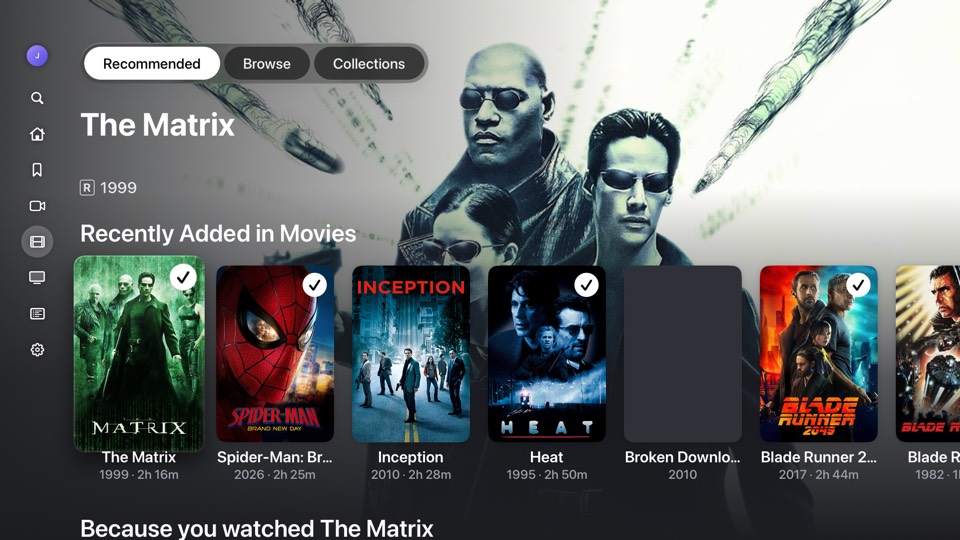 J
Recommended Browse Collections
The Matrix
R 1999
Recently Added in Movies
MATRIX
SPIDER-MAN
BRAND NEW DAY
INCEPTION
HEAT
BLADE
RUNNER
2049
BLADE R
The Matrix
1999 · 2h 16m
Spider-Man: Br...
2026 · 2h 25m
Inception
2010 · 2h 28m
Heat
1995 · 2h 50m
Broken Downlo...
2010
Blade Runner 2...
2017 · 2h 44m
Blade R
1982 · 1
Because you watched The Matrix